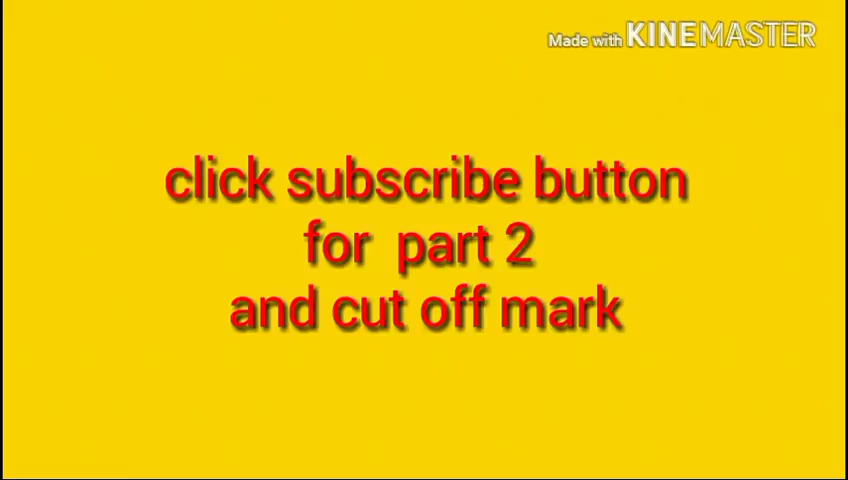 Made with KINEMASTER
click subscribe button
for part 2
and cut off mark